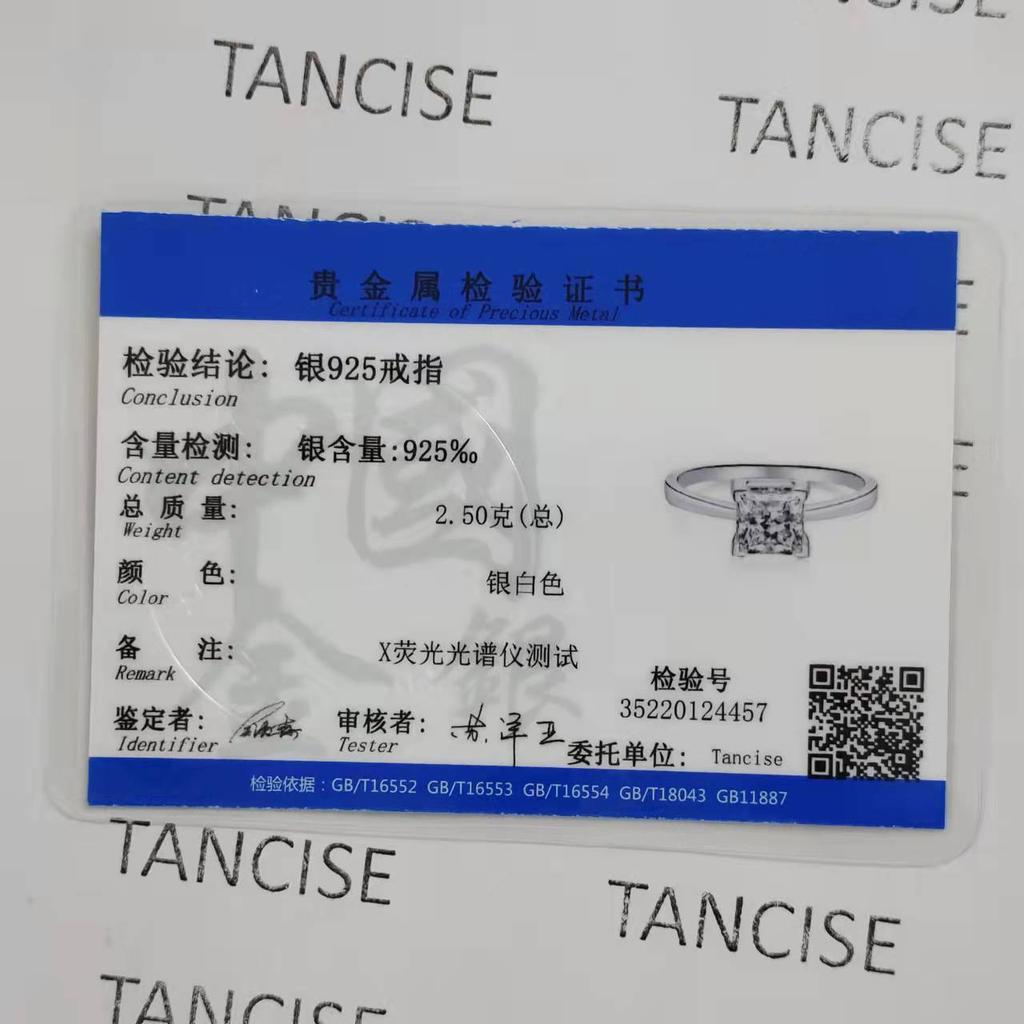 TANCISE
TANCISE
贵金属检验证书
Certificate of Precious Metal
检验结论: 银925戒指
Conclusion
含量检测: 银含量:925‰
Content detection
总质量: 2.50克(总)
Weight
颜色: 银白色
Color
备注: X荧光光谱仪测试
Remark
检验号
35220124457
鉴定者:
Identifier
审核者:
Tester
委托单位: Tancise
检验依据：GB/T16552 GB/T16553 GB/T16554 GB/T18043 GB11887
TANCISE
TANCISE
TANCISE